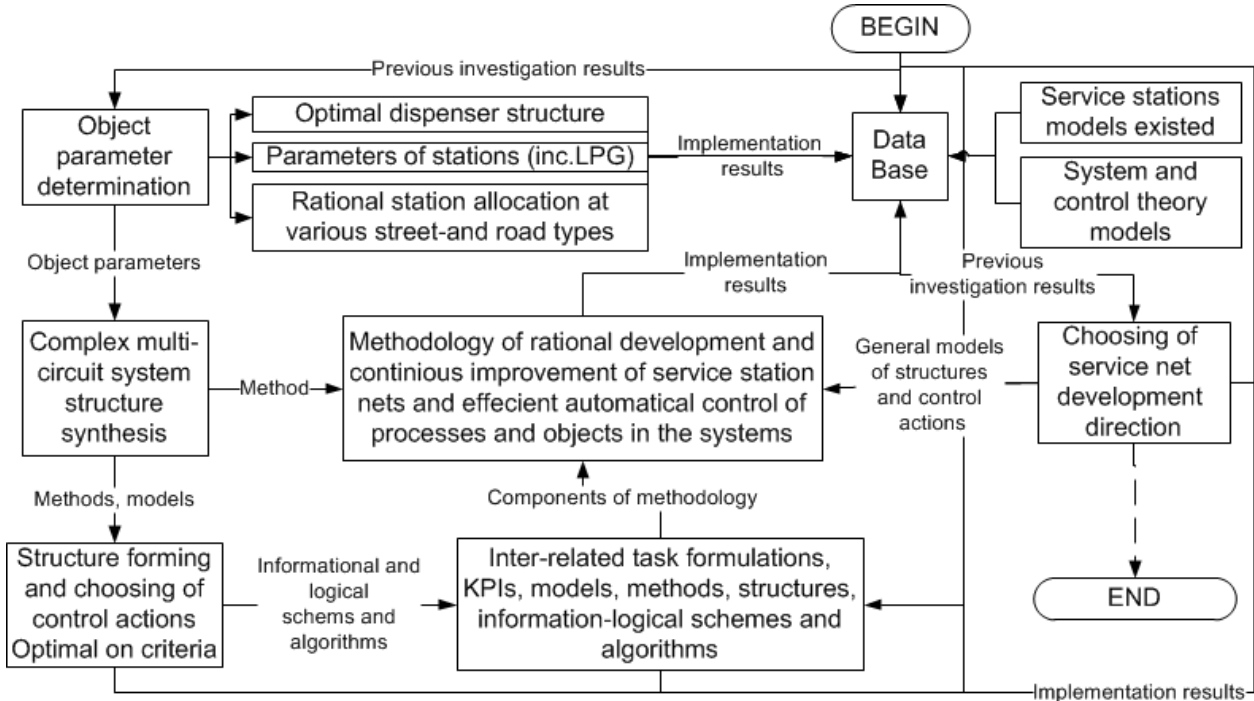 BEGIN
Previous investigation results
Object
parameter
determination
Optimal dispenser structure
Parameters of stations (inc.LPG)
Rational station allocation at
various street-and road types
Implementation
results
Data
Base
Service stations
models existed
System and
control theory
models
Object parameters
Implementation
results
Previous
investigation results
Complex multi-
circuit system
structure
synthesis
Method
Methodology of rational development and
continious improvement of service station
nets and effecient automatical control of
processes and objects in the systems
General models
of structures
and control
actions
Choosing of
service net
development
direction
Methods, models
Components of methodology
Structure forming
and choosing of
control actions
Optimal on criteria
Informational and
logical
schems and
algorithms
Inter-related task formulations,
KPIs, models, methods, structures,
information-logical schemes and
algorithms
END
Implementation results